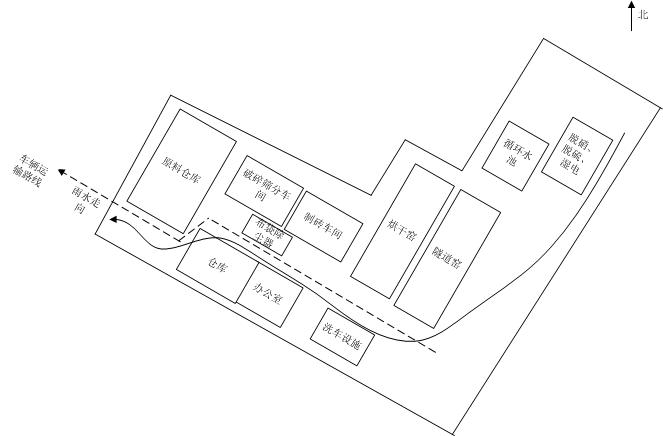 北
脱硝、
脱硫、
湿电
循环水
池
原料仓库
车辆运
输路线
破碎筛分车
间
雨水走
向
制砖车间
布袋除
尘器
烘干窑
隧道窑
仓库
办公室
洗车设施